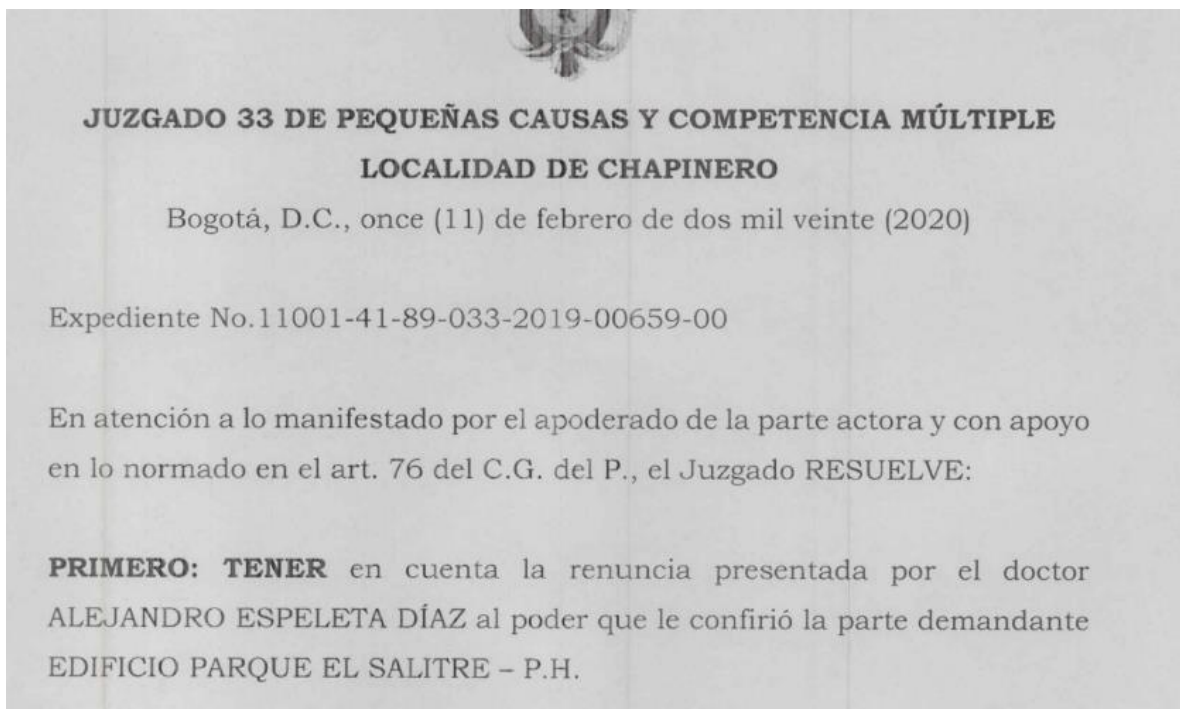 JUZGADO 33 DE PEQUEÑAS CAUSAS Y COMPETENCIA MÚLTIPLE
LOCALIDAD DE CHAPINERO
Bogotá, D.C., once (11) de febrero de dos mil veinte (2020)
Expediente No.11001-41-89-033-2019-00659-00
En atención a lo manifestado por el apoderado de la parte actora y con apoyo
en lo normado en el art. 76 del C.G. del P., el Juzgado RESUELVE:
PRIMERO: TENER en cuenta la renuncia presentada por el doctor
ALEJANDRO ESPELETA DÍAZ al poder que le confirió la parte demandante
EDIFICIO PARQUE EL SALITRE – P.H.